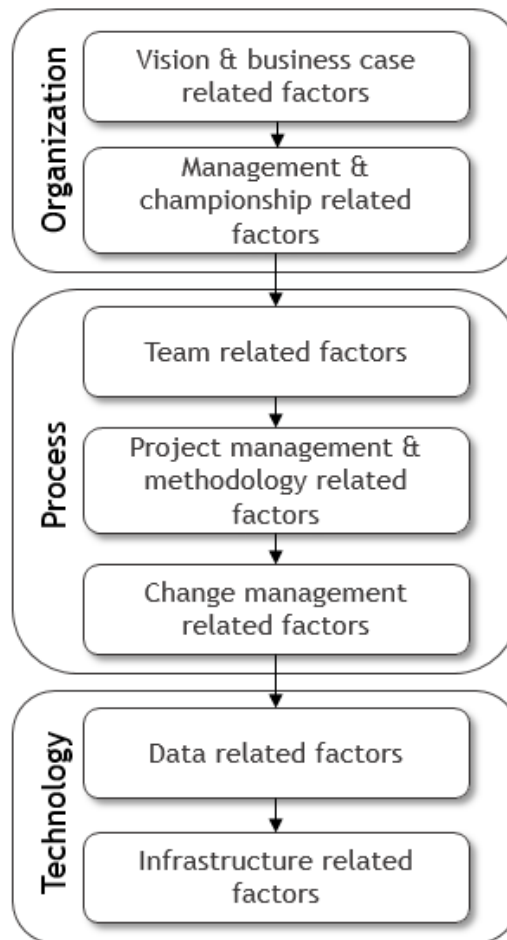 Organization
Vision & business case
related factors
Management &
championship related
factors
Process
Team related factors
Project management &
methodology related
factors
Change management
related factors
Technology
Data related factors
Infrastructure related
factors